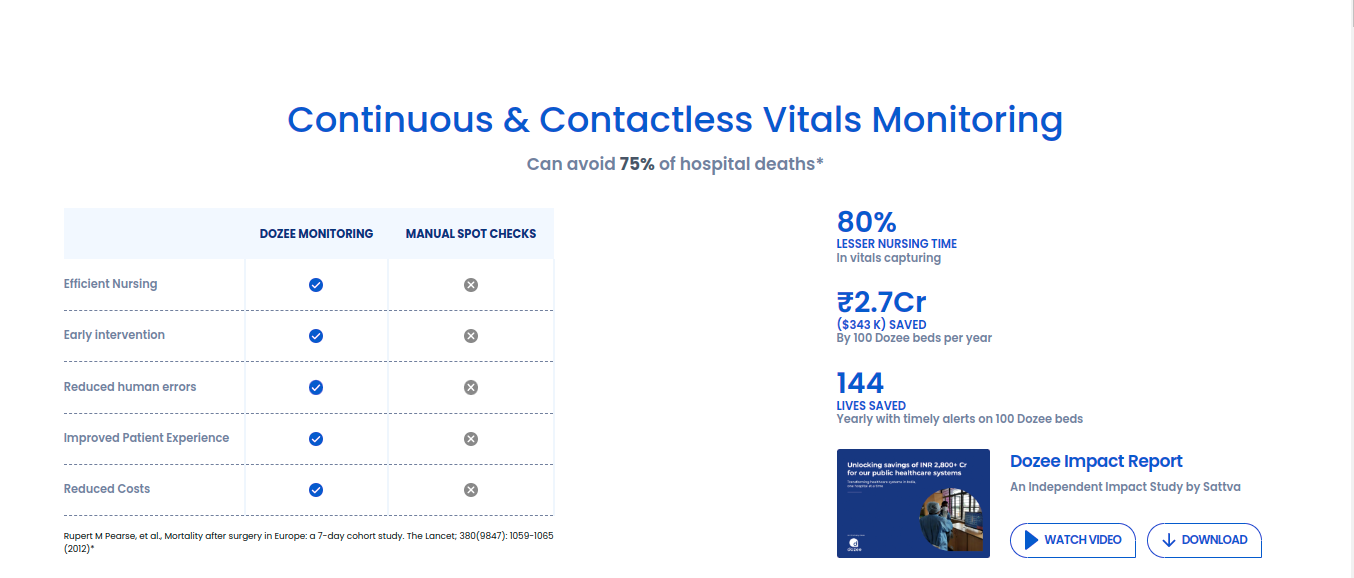 Continuous & Contactless Vitals Monitoring
Can avoid 75% of hospital deaths*
DOZEE MONITORING MANUAL SPOT CHECKS
Efficient Nursing
Early intervention
Reduced human errors
Improved Patient Experience
Reduced Costs
Rupert M Pearse, et al., Mortality after surgery in Europe: a 7-day cohort study. The Lancet; 380(9847): 1059-1065
(2012)*
80%
LESSER NURSING TIME
In vitals capturing
₹2.7Cr
($343 K) SAVED
By 100 Dozee beds per year
144
LIVES SAVED
Yearly with timely alerts on 100 Dozee beds
Unlocking savings of INR 2,800+ Cr
for our public healthcare systems
Transforming healthcare systems in India,
one hospital at a time
dozee
Dozee Impact Report
An Independent Impact Study by Sattva
WATCH VIDEO
DOWNLOAD